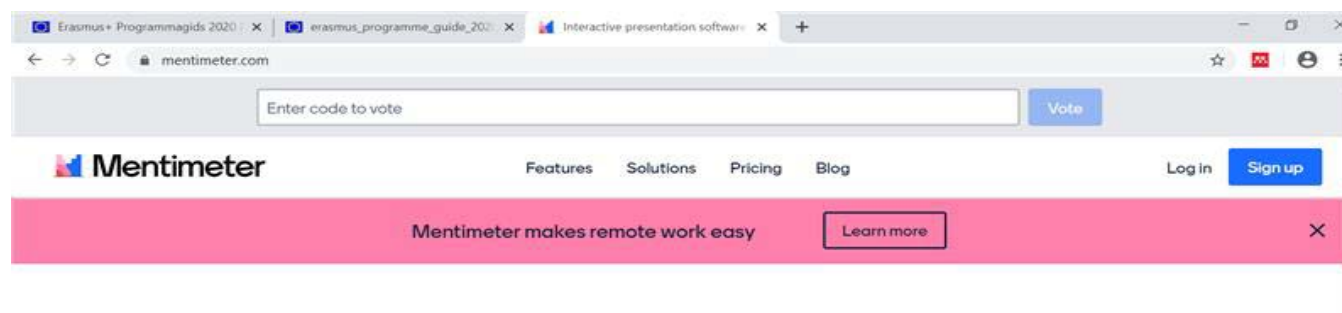 Erasmus+ Programmagids 2020 erasmus_programme_guide_202 Interactive presentation software
mentimeter.com
Enter code to vote Vote
Mentimeter Features Solutions Pricing Blog Log in Sign up
Mentimeter makes remote work easy Learn more